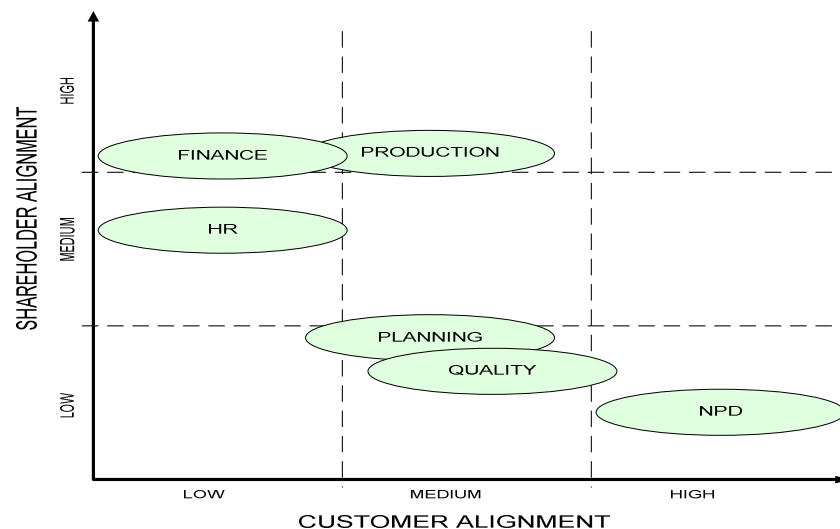 SHAREHOLDER ALIGNMENT
HIGH
MEDIUM
LOW
FINANCE
PRODUCTION
HR
PLANNING
QUALITY
NPD
LOW
MEDIUM
HIGH
CUSTOMER ALIGNMENT